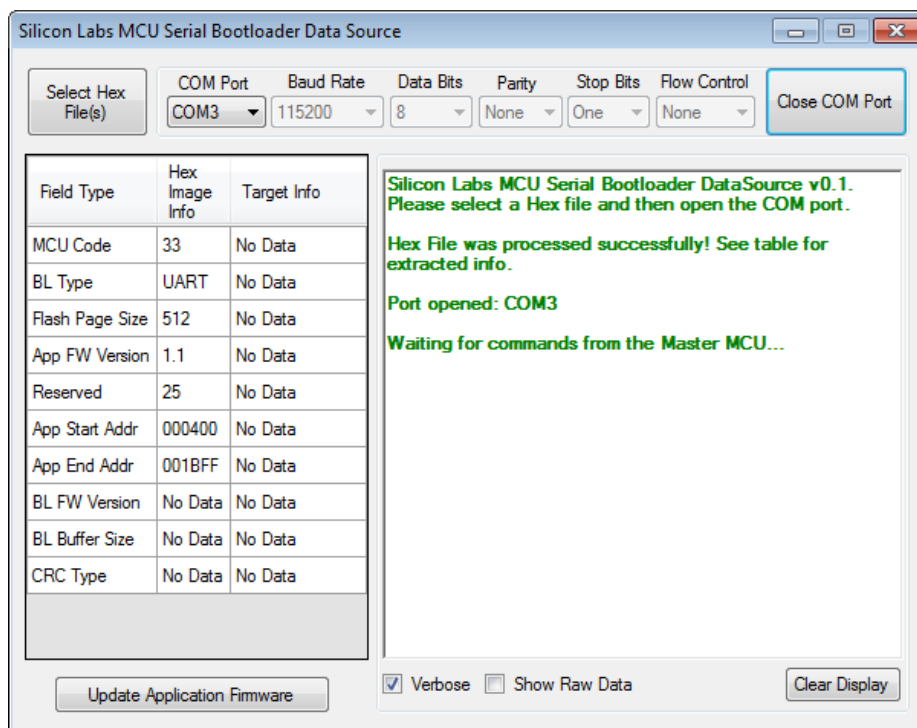 Silicon Labs MCU Serial Bootloader Data Source
Select Hex
File(s)
COM Port Baud Rate Data Bits Parity Stop Bits Flow Control
COM3 115200 8 None One None
Close COM Port
Field Type Hex Image Info Target Info
MCU Code 33 No Data
BL Type UART No Data
Flash Page Size 512 No Data
App FW Version 1.1 No Data
Reserved 25 No Data
App Start Addr 000400 No Data
App End Addr 001BFF No Data
BL FW Version No Data No Data
BL Buffer Size No Data No Data
CRC Type No Data No Data
Update Application Firmware
Silicon Labs MCU Serial Bootloader DataSource v0.1.
Please select a Hex file and then open the COM port.
Hex File was processed successfully! See table for
extracted info.
Port opened: COM3
Waiting for commands from the Master MCU...
Verbose Show Raw Data Clear Display